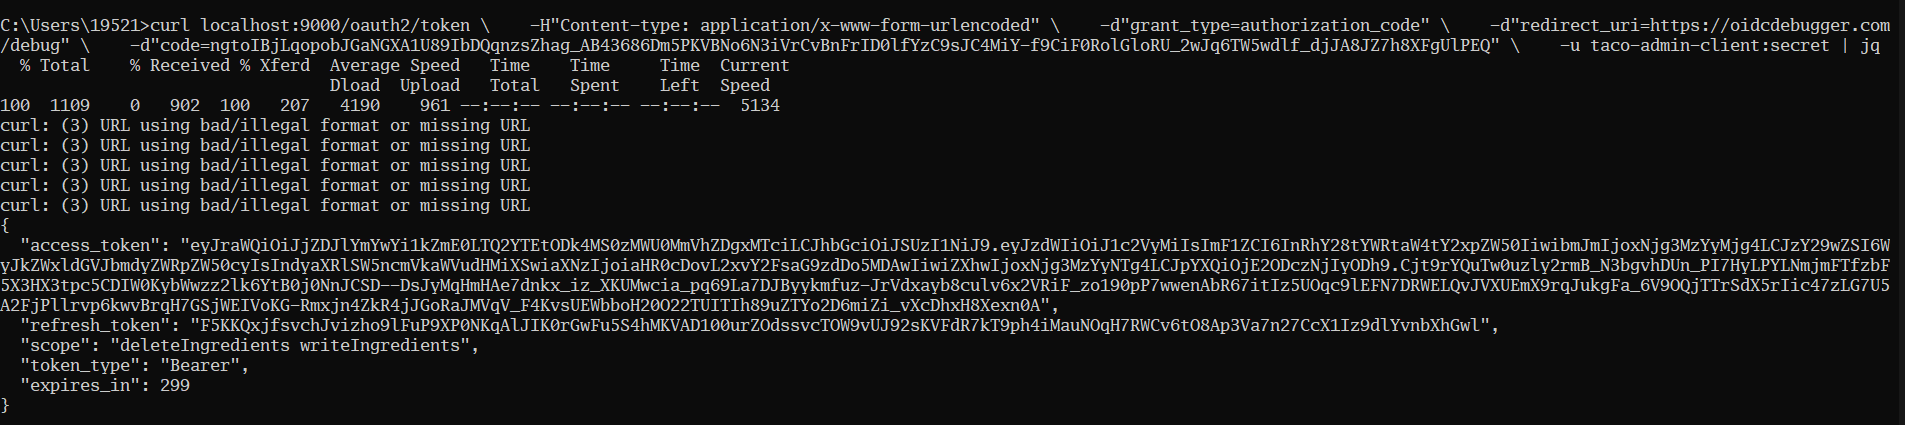 C:\Users\19521>curl localhost:9000/oauth2/token \    -H"Content-type: application/x-www-form-urlencoded" \    -d"grant_type=authorization_code" \    -d"redirect_uri=https://oidcdebugger.com
/debug" \    -d"code=ngtoIBjLqopobJGaNGXA1U89IbDQqnzsZhag_AB43686Dm5PKVBNo6N3iVrCvBnFrID0lfYzC9sJC4MiY-f9CiF0RolGloRU_2wJq6TW5wdlf_djJA8JZ7h8XFgUlPEQ" \    -u taco-admin-client:secret | jq
  % Total    % Received % Xferd  Average Speed   Time    Time     Time  Current
                                 Dload  Upload   Total   Spent    Left  Speed
100  1109    0   902  100   207   4190    961 --:--:-- --:--:-- --:--:--  5134
curl: (3) URL using bad/illegal format or missing URL
curl: (3) URL using bad/illegal format or missing URL
curl: (3) URL using bad/illegal format or missing URL
curl: (3) URL using bad/illegal format or missing URL
curl: (3) URL using bad/illegal format or missing URL
{
  "access_token": "eyJraWQiOiJjZDJlYmYwYi1kZmE0LTQ2YTEtODk4MS0zMWU0MmVhZDgxMTciLCJhbGciOiJSUzI1NiJ9.eyJzdWIiOiJ1c2VyMiIsImF1ZCI6InRhY28tYWRtaW4tY2xpZW50IiwibmJmIjoxNjg3MzYyMjg4LCJzY29wZSI6W
yJkZWxldGVJbmdyZWRpZW50cyIsIndyaXRlSW5ncmVkaWVudHMiXSwiaXNzIjoiaHR0cDovL2xvY2FsaG9zdDo5MDAwIiwiZXhwIjoxNjg3MzYyNTg4LCJpYXQiOjE2ODczNjIyODh9.Cjt9rYQuTw0uzly2rmB_N3bgvhDUn_PI7HyLPYLNmjmFTfzbF
5X3HX3tpc5CDIW0KybWwzz2lk6YtB0j0NnJCSD--DsJyMqHmHAe7dnkx_iz_XKUMwcia_pq69La7DJByykmfuz-JrVdxayb8culv6x2VRiF_zo190pP7wwenAbR67itIz5UOqc9lEFN7DRWELQvJVXUEmX9rqJukgFa_6V9OQjTTrSdX5rIic47zLG7U5
A2FjPllrvp6kwvBrqH7GSjWEIVoKG-Rmxjn4ZkR4jJGoRaJMVqV_F4KvsUEWbboH20O22TUITIh89uZTYo2D6miZi_vXcDhxH8Xexn0A",
  "refresh_token": "F5KKQxjfsvchJvizho9lFuP9XP0NKqAlJIK0rGwFu5S4hMKVAD100urZOdssvcTOW9vUJ92sKVFdR7kT9ph4iMauNOqH7RWCv6tO8Ap3Va7n27CcX1Iz9dlYvnbXhGwl",
  "scope": "deleteIngredients writeIngredients",
  "token_type": "Bearer",
  "expires_in": 299
}